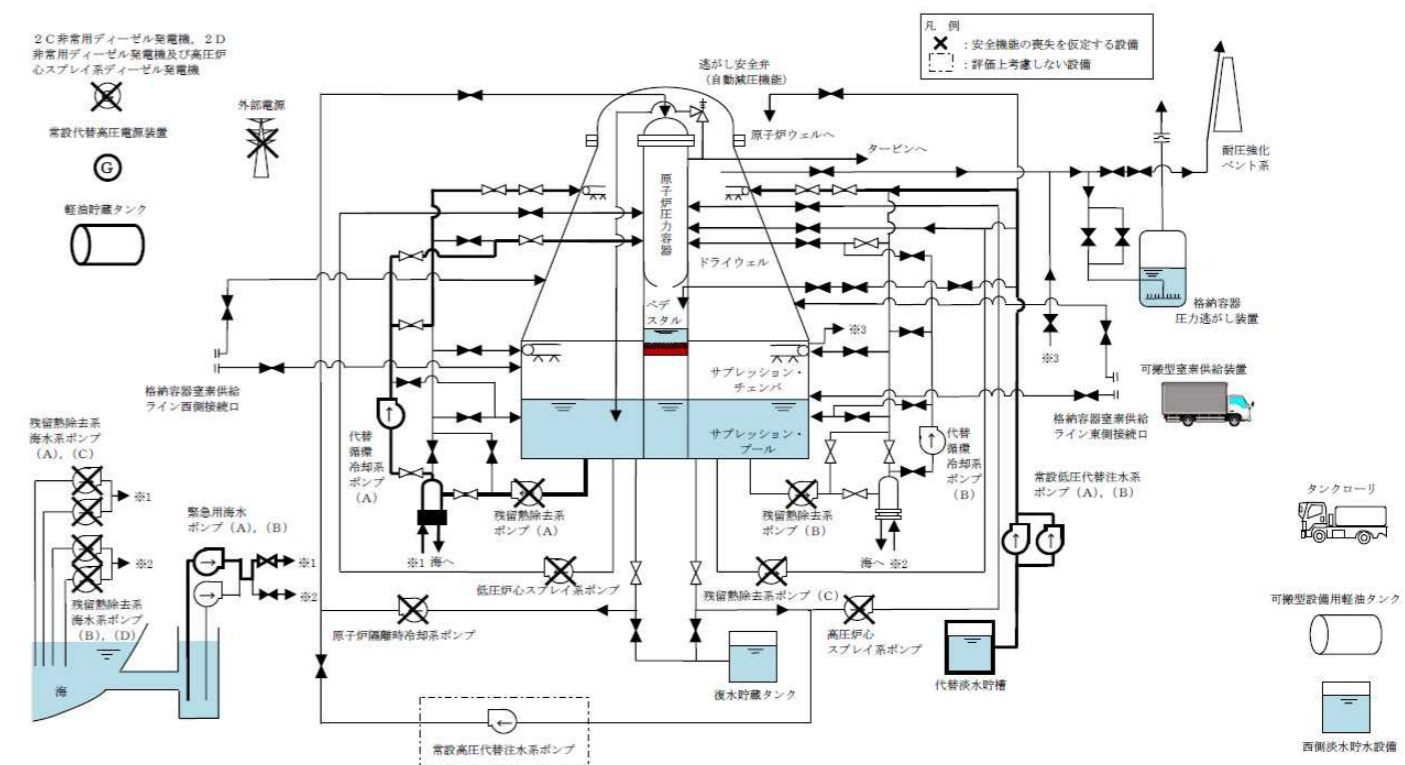 ２Ｃ非常用ディーゼル発電機，２Ｄ
非常用ディーゼル発電機及び高圧炉
心スプレイ系ディーゼル発電機
G
外部電源
常設代替高圧電源装置
G
軽油貯蔵タンク
凡 例
：安全機能の喪失を仮定する設備
：評価上考慮しない設備
逃がし安全弁
（自動減圧機能）
原子炉ウェルへ
タービンへ
耐圧強化
ベント系
原子炉圧力容器
ドライウェル
ペデ
スタル
※3
格納容器
圧力逃がし装置
※3
サプレッション・
チェンバ
サプレッション・
プール
可搬型窒素供給装置
格納容器窒素供給
ライン西側接続口
格納容器窒素供給
ライン東側接続口
残留熱除去系
海水系ポンプ
（A），（C）
※1
※2
残留熱除去系
海水系ポンプ
（B），（D）
海
緊急用海水
ポンプ（A），（B）
※1
※2
代替
循環
冷却系
ポンプ
（A）
残留熱除去系
ポンプ（A）
※1 海へ
残留熱除去系
ポンプ（B）
海へ ※2
代替
循環
冷却系
ポンプ
（B）
常設低圧代替注水系
ポンプ（A），（B）
タンクローリ
低圧炉心スプレイ系ポンプ
残留熱除去系ポンプ（C）
原子炉隔離時冷却系ポンプ
高圧炉心
スプレイ系ポンプ
復水貯蔵タンク
代替淡水貯槽
可搬型設備用軽油タンク
常設高圧代替注水系ポンプ
西側淡水貯水設備